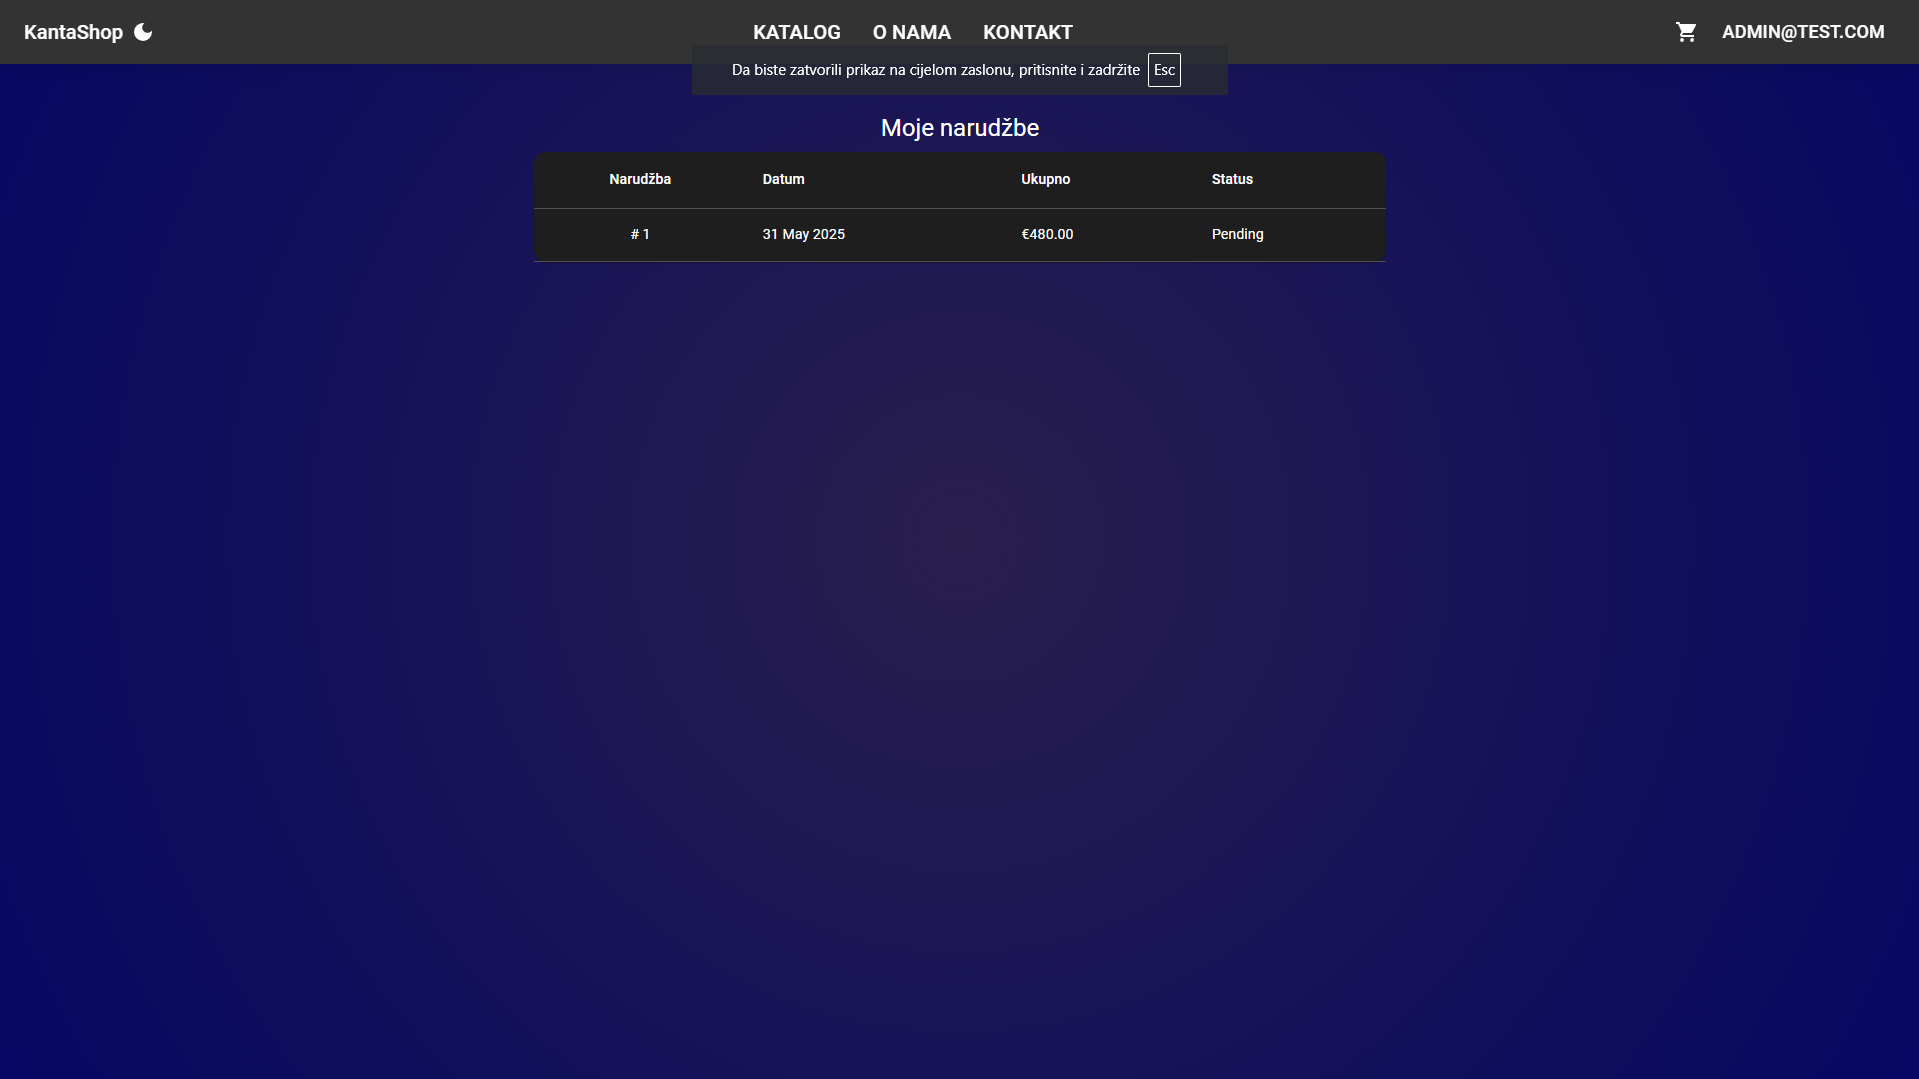 KantaShop
KATALOG O NAMA KONTAKT
ADMIN@TEST.COM
Da biste zatvorili prikaz na cijelom zaslonu, pritisnite i zadržite Esc
Moje narudžbe
Narudžba Datum Ukupno Status
# 1 31 May 2025 €480.00 Pending